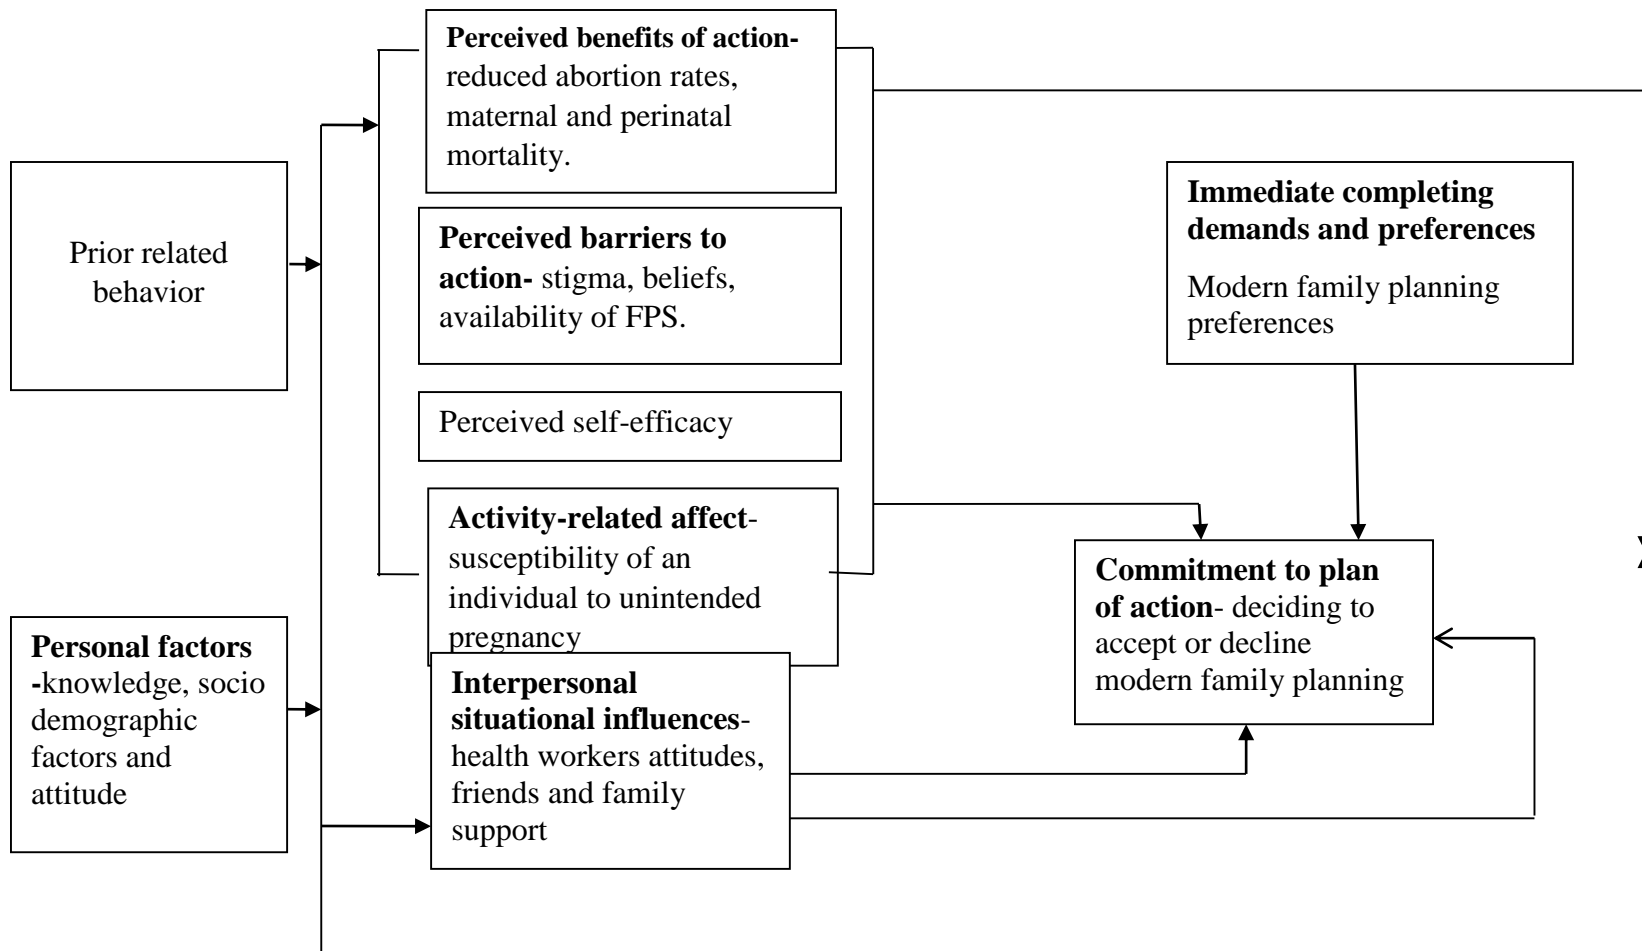 Prior related
behavior
Personal factors
-knowledge, socio
demographic
factors and
attitude
Perceived benefits of action-
reduced abortion rates,
maternal and perinatal
mortality.
Perceived barriers to
action- stigma, beliefs,
availability of FPS.
Perceived self-efficacy
Activity-related affect-
susceptibility of an
individual to unintended
pregnancy
Interpersonal
situational influences-
health workers attitudes,
friends and family
support
Immediate completing
demands and preferences
Modern family planning
preferences
Commitment to plan
of action- deciding to
accept or decline
modern family planning